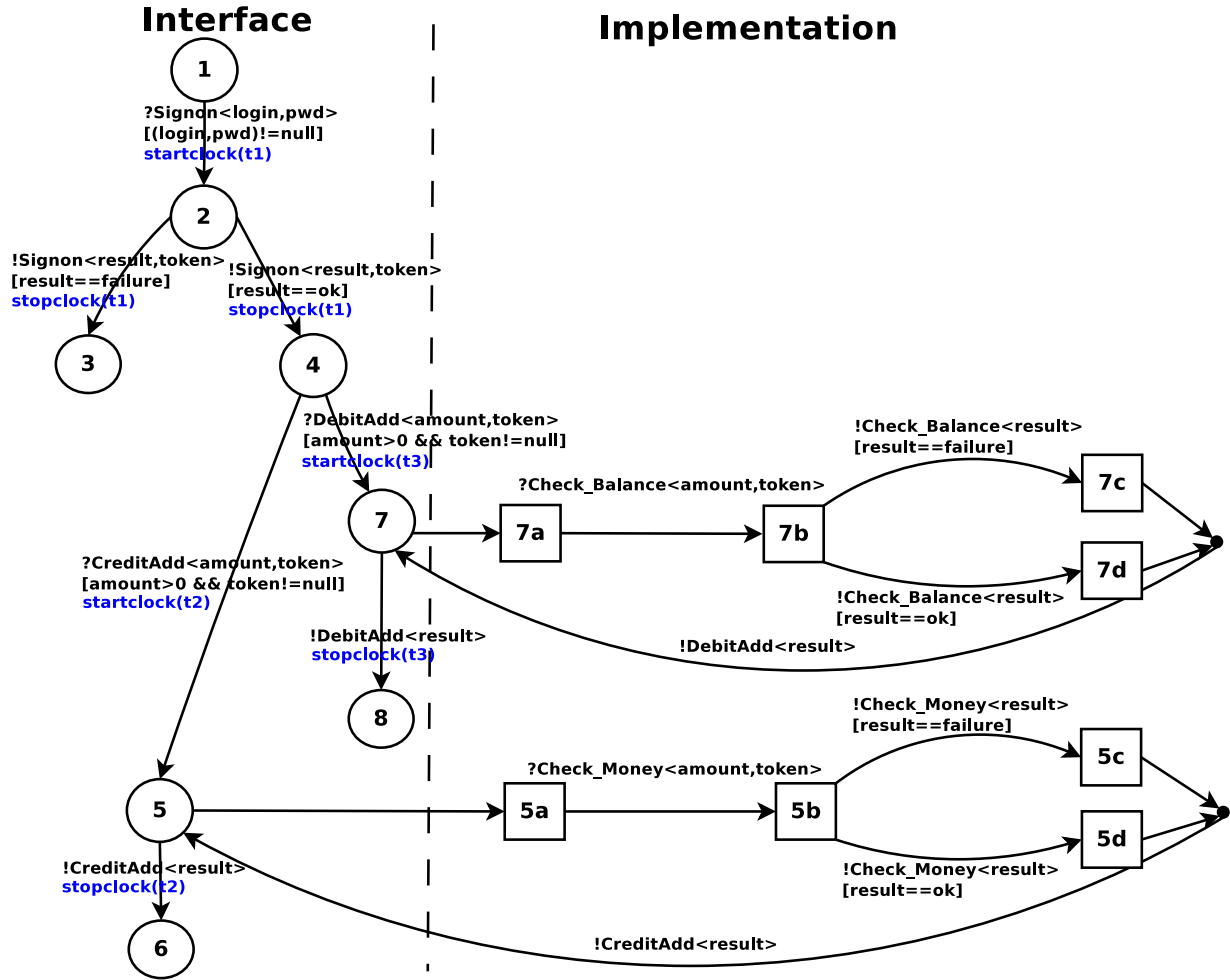 Interface
Implementation
1
?Signon<login,pwd>
[(login,pwd)!=null]
startclock(t1)
2
!Signon<result,token>
[result==failure]
stopclock(t1)
!Signon<result,token>
[result==ok]
stopclock(t1)
3
4
?DebitAdd<amount,token>
[amount>0 && token!=null]
startclock(t3)
!Check_Balance<result>
[result==failure]
?Check_Balance<amount,token>
7
7a
7b
7c
7d
?CreditAdd<amount,token>
[amount>0 && token!=null]
startclock(t2)
!Check_Balance<result>
[result==ok]
!DebitAdd<result>
stopclock(t3)
!DebitAdd<result>
8
!Check_Money<result>
[result==failure]
?Check_Money<amount,token>
5
5a
5b
5c
5d
!CreditAdd<result>
stopclock(t2)
!Check_Money<result>
[result==ok]
6
!CreditAdd<result>